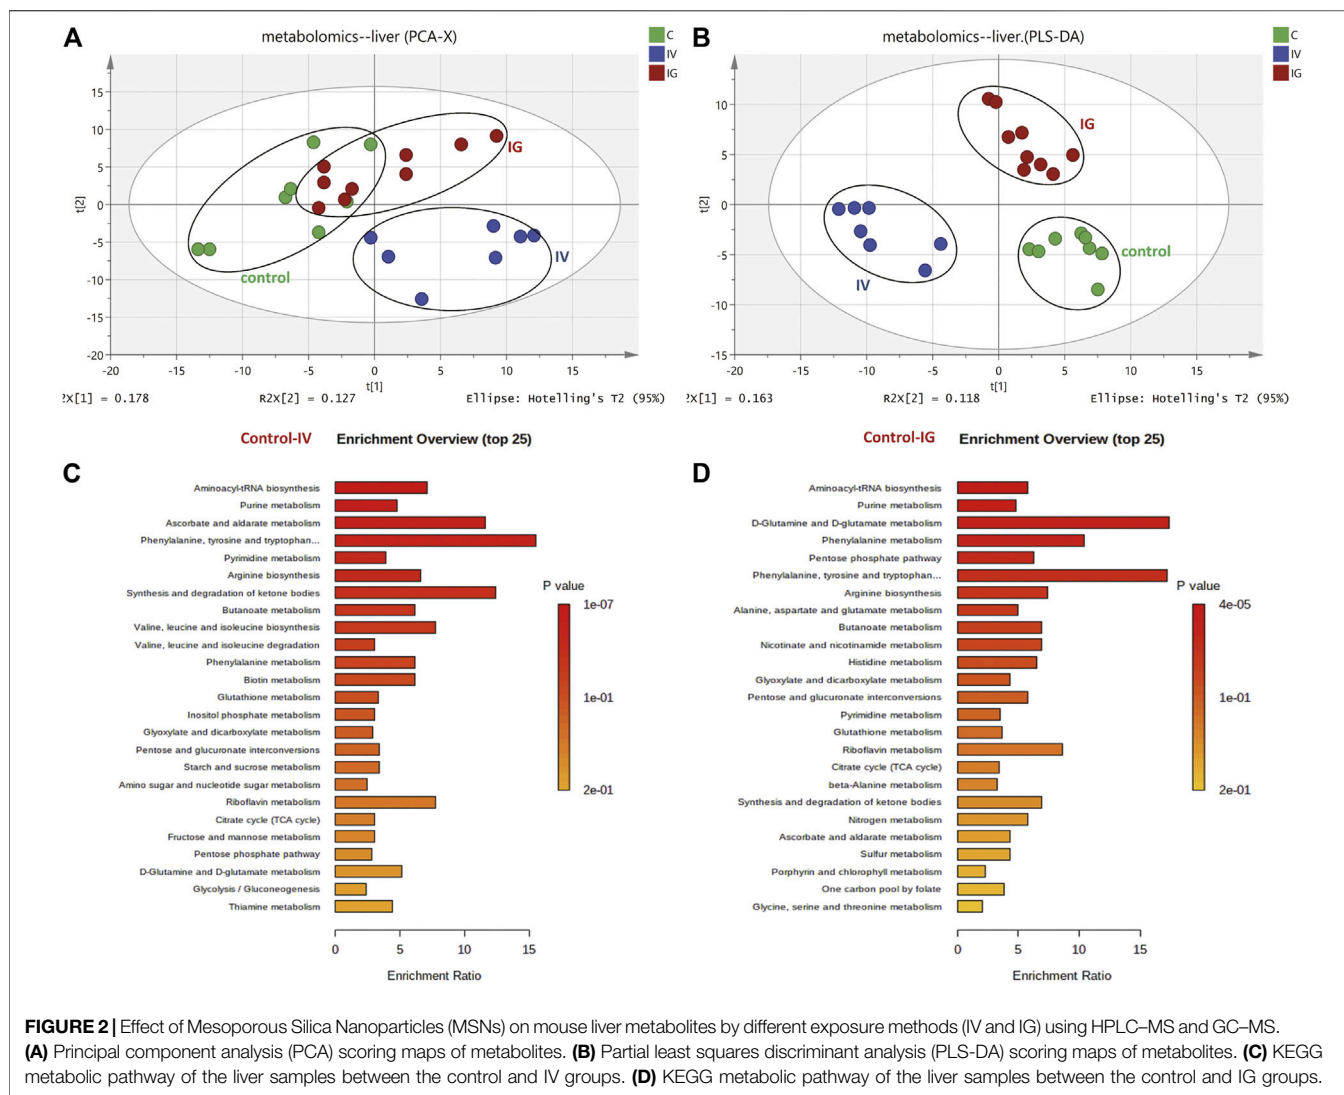 A
metabolomics--liver (PCA-X)
C
IV
IG
15
10
5
0
-5
-10
-15
-20
t[2]
IG
IV
control
-20
-15
-10
-5
0
5
10
15
t[1]
?X[1] = 0.178
R2X[2] = 0.127
Ellipse: Hotelling's T2 (95%)
B
metabolomics--liver.(PLS-DA)
C
IV
IG
10
5
0
-5
-10
-15
t[2]
IG
control
IV
-20
-15
-10
-5
0
5
10
15
t[1]
?X[1] = 0.163
R2X[2] = 0.118
Ellipse: Hotelling's T2 (95%)
Control-IV Enrichment Overview (top 25)
C
Aminoacyl-tRNA biosynthesis
Purine metabolism
Ascorbate and aldarate metabolism
Phenylalanine, tyrosine and tryptophan...
Pyrimidine metabolism
Arginine biosynthesis
Synthesis and degradation of ketone bodies
Butanoate metabolism
Valine, leucine and isoleucine biosynthesis
Valine, leucine and isoleucine degradation
Phenylalanine metabolism
Biotin metabolism
Glutathione metabolism
Inositol phosphate metabolism
Glyoxylate and dicarboxylate metabolism
Pentose and glucuronate interconversions
Starch and sucrose metabolism
Amino sugar and nucleotide sugar metabolism
Riboflavin metabolism
Citrate cycle (TCA cycle)
Fructose and mannose metabolism
Pentose phosphate pathway
D-Glutamine and D-glutamate metabolism
Glycolysis / Gluconeogenesis
Thiamine metabolism
P value
1e-07
1e-01
2e-01
0
5
10
15
Enrichment Ratio
Control-IG Enrichment Overview (top 25)
D
Aminoacyl-tRNA biosynthesis
Purine metabolism
D-Glutamine and D-glutamate metabolism
Phenylalanine metabolism
Pentose phosphate pathway
Phenylalanine, tyrosine and tryptophan...
Arginine biosynthesis
Alanine, aspartate and glutamate metabolism
Butanoate metabolism
Nicotinate and nicotinamide metabolism
Histidine metabolism
Glyoxylate and dicarboxylate metabolism
Pentose and glucuronate interconversions
Pyrimidine metabolism
Glutathione metabolism
Riboflavin metabolism
Citrate cycle (TCA cycle)
beta-Alanine metabolism
Synthesis and degradation of ketone bodies
Nitrogen metabolism
Ascorbate and aldarate metabolism
Sulfur metabolism
Porphyrin and chlorophyll metabolism
One carbon pool by folate
Glycine, serine and threonine metabolism
P value
4e-05
1e-01
2e-01
0
5
10
15
Enrichment Ratio
FIGURE 2 | Effect of Mesoporous Silica Nanoparticles (MSNs) on mouse liver metabolites by different exposure methods (IV and IG) using HPLC–MS and GC–MS.
(A) Principal component analysis (PCA) scoring maps of metabolites. (B) Partial least squares discriminant analysis (PLS-DA) scoring maps of metabolites. (C) KEGG
metabolic pathway of the liver samples between the control and IV groups. (D) KEGG metabolic pathway of the liver samples between the control and IG groups.